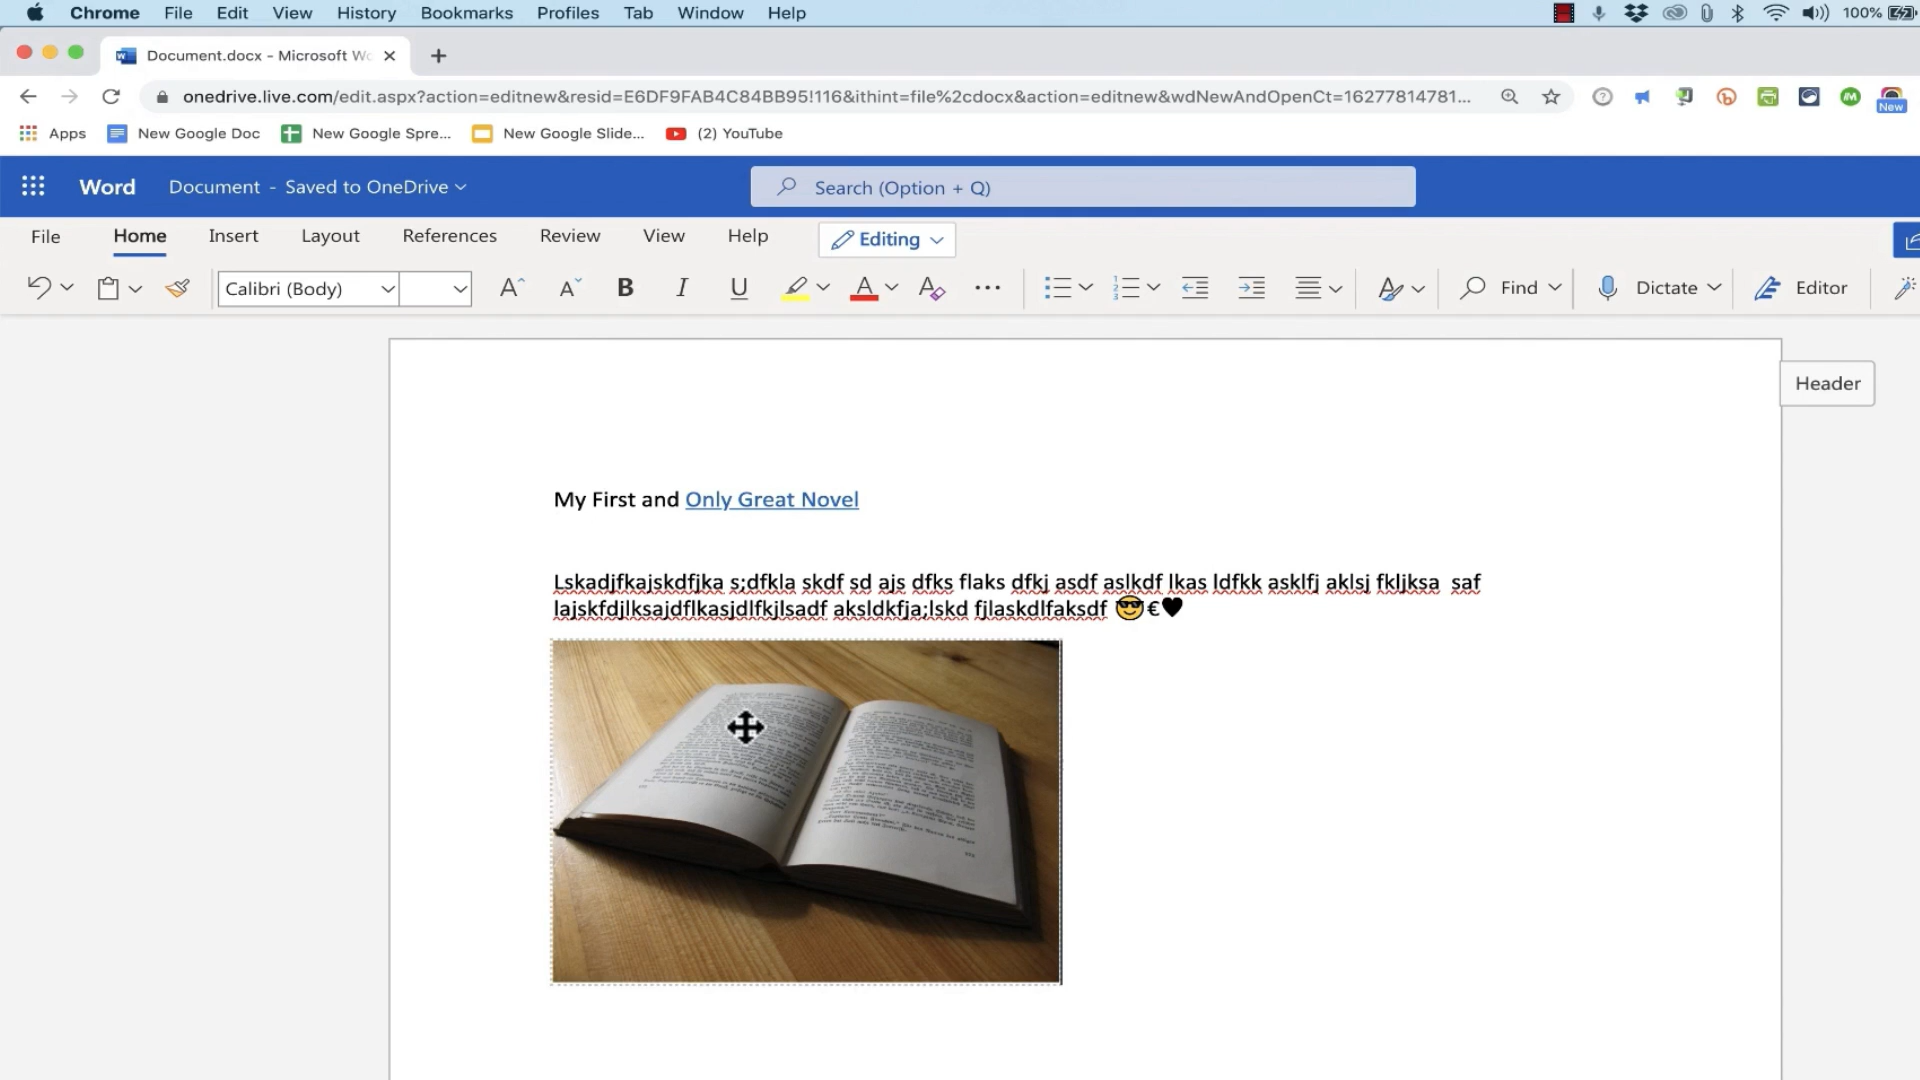 Chrome File Edit View History Bookmarks Profiles Tab Window Help 100%
Document.docx - Microsoft Wo
onedrive.live.com/edit.aspx?action=editnew&resid=E6DF9FAB4C84BB95!116&ithint=file%2cdocx&action=editnew&wdNewAndOpenCt=16277814781... New
Apps New Google Doc New Google Spre... New Google Slide... (2) YouTube
Word Document - Saved to OneDrive Search (Option + Q)
File Home Insert Layout References Review View Help Editing
Calibri (Body) A A B I U A A Find Dictate Editor
Header
My First and Only Great Novel
Lskadjfkajskdfjka s;dfkla skdf sd ajs dfks flaks dfkj asdf aslkdf lkas ldfkk asklfj aklsj fkljksa saf
lajskfdjlksajdflkasjdlfkjlsadf aksldkfja;lskd fjlaskdlfaksdf 😎€♥